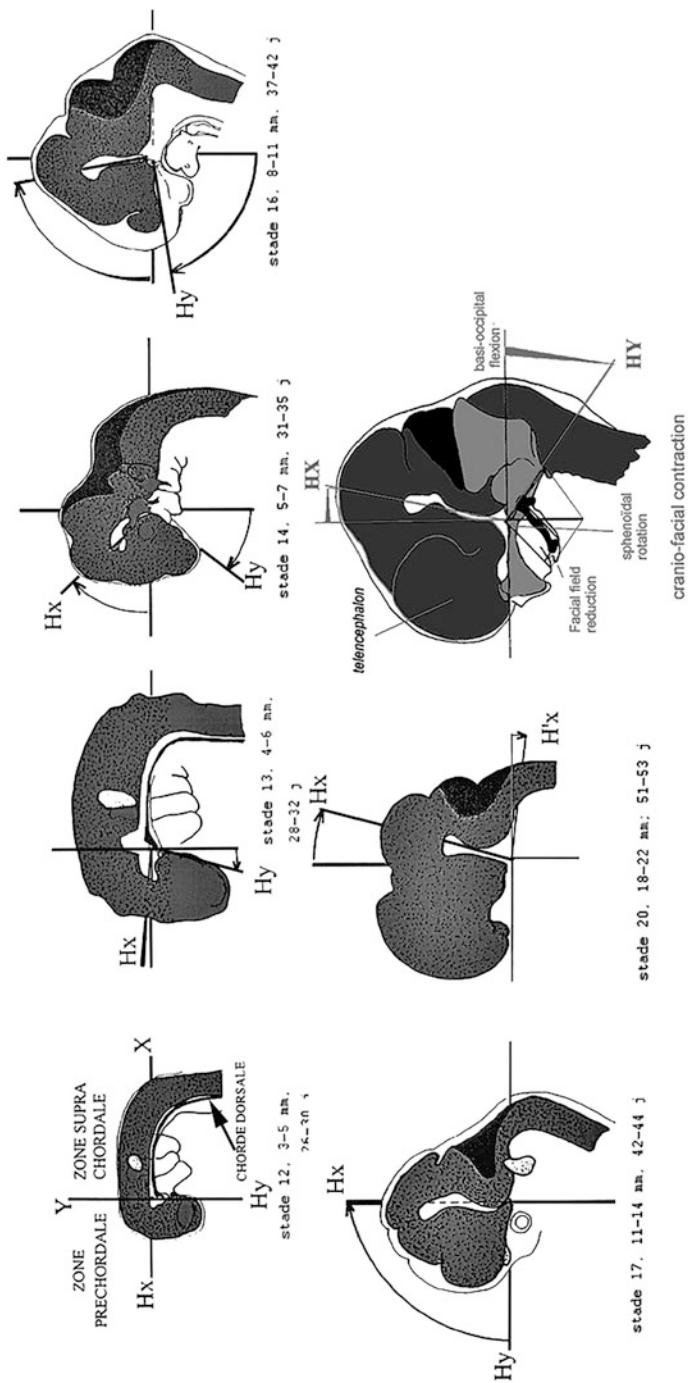 Y
ZONE PRECHORDALE
ZONE SUPRA CHORDALE
Hx
X
CHORDE DORSALE
Hy
stade 12. 3-5 mm.
26-30 j
Hx
Hy
stade 13. 4-6 mm.
28-32 j
Hx
Hy
stade 14. 5-7 mm. 31-35 j
Hy
stade 16. 8-11 mm. 37-42 j
Hx
Hy
stade 17. 11-14 mm. 42-44 j
Hx
H'x
stade 20. 18-22 mm; 51-53 j
HX
telencephalon
basi-occipital
flexion
HY
Facial field
reduction
sphenoidal
rotation
cranio-facial contraction